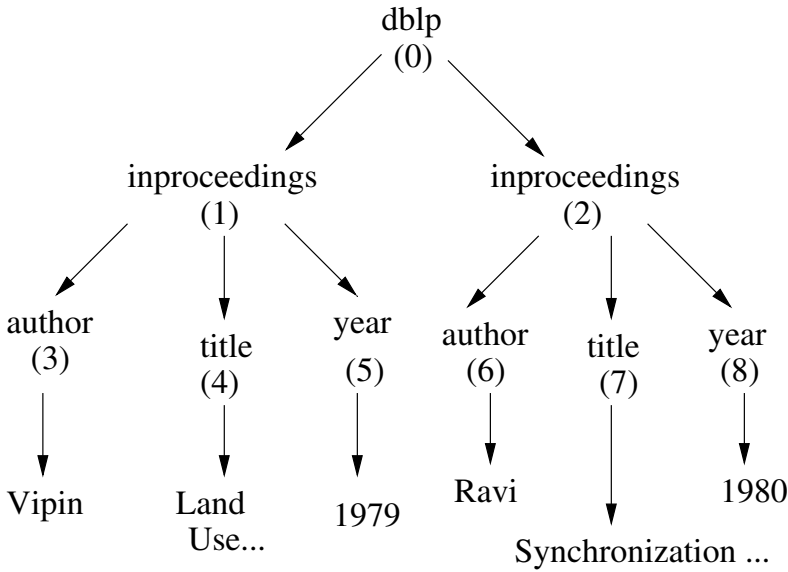 dblp
(0)
inproceedings
(1)
inproceedings
(2)
author
(3)
title
(4)
year
(5)
author
(6)
title
(7)
year
(8)
Vipin
Land
Use...
1979
Ravi
Synchronization ...
1980